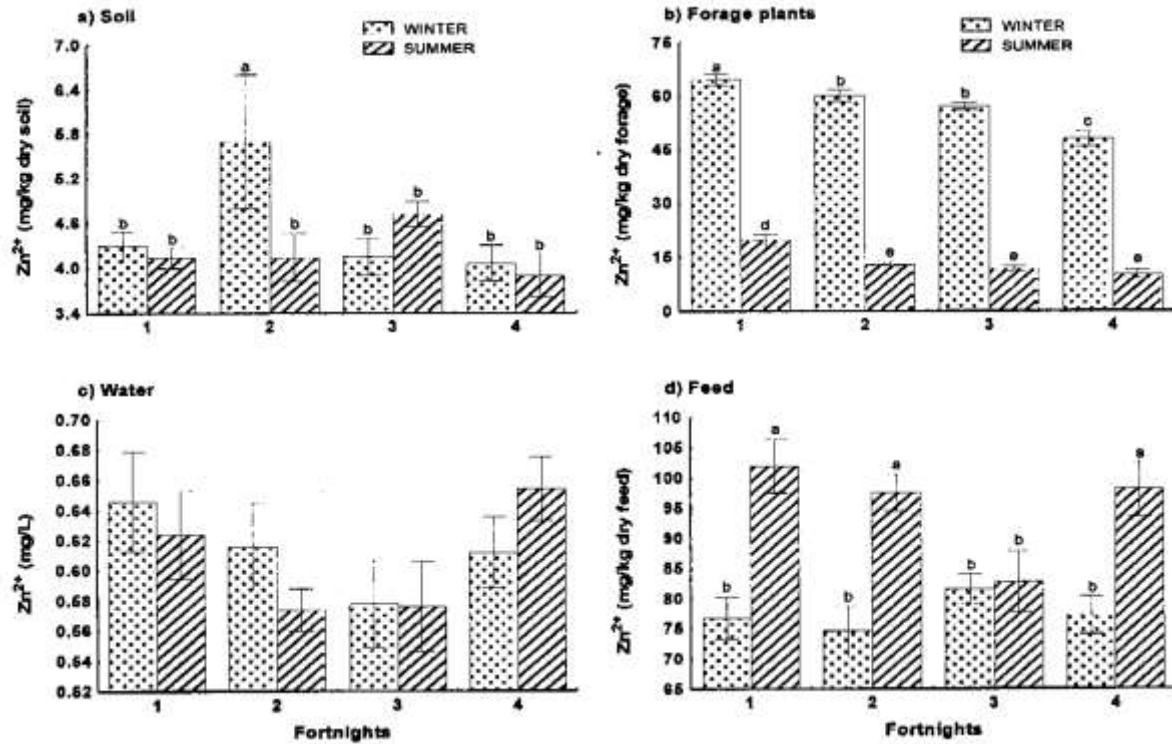 a) Soil
WINTER
SUMMER
Zn2+ (mg/kg dry soil)
7.0
6.4
5.8
5.2
4.6
4.0
3.4
b b a b b b b b
1 2 3 4
b) Forage plants
WINTER
SUMMER
Zn2+ (mg/kg dry forage)
75
60
45
30
15
0
a d b e b e c e
1 2 3 4
c) Water
Zn2+ (mg/L)
0.70
0.68
0.66
0.64
0.62
0.60
0.58
0.56
0.54
0.52
1 2 3 4
Fortnights
d) Feed
Zn2+ (mg/kg dry feed)
110
105
100
95
90
85
80
75
70
65
b a b a b b b a
1 2 3 4
Fortnights